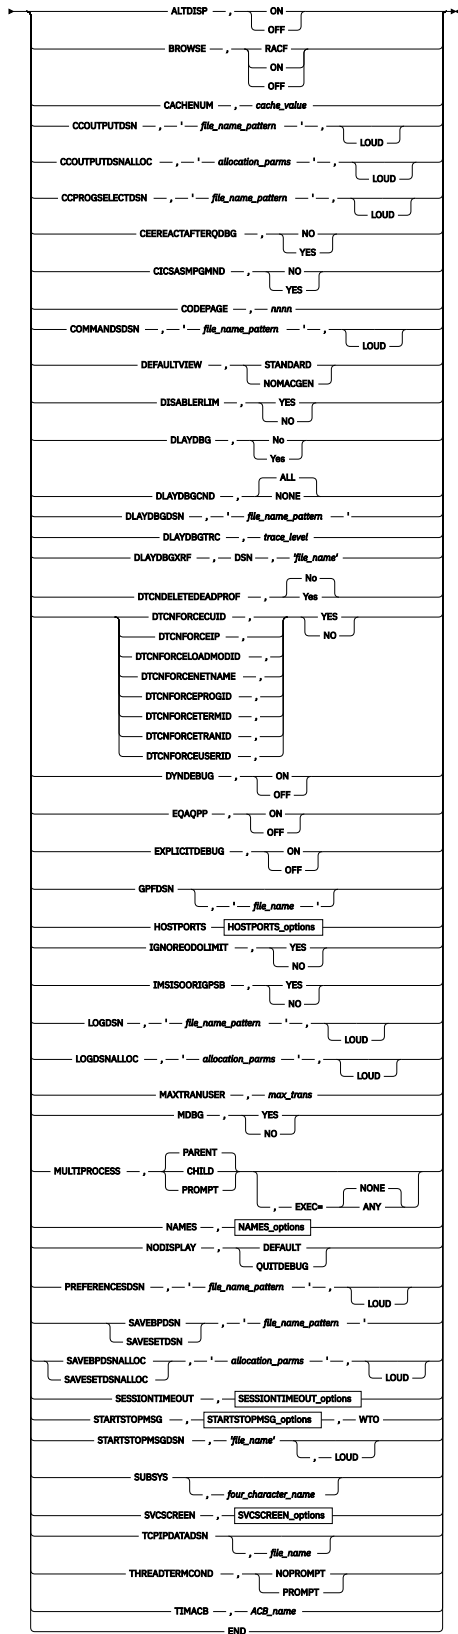 ALTDISP , ON
OFF
BROWSE , RACF
ON
OFF
CACHENUM , cache_value
CCOUTPUTDSN , ' file_name_pattern ' ,
LOUD
CCOUTPUTDSNALLOC , ' allocation_parms ' ,
LOUD
CCPROGSELECTDSN , ' file_name_pattern ' ,
LOUD
CEEREACTAFTERQDBG , NO
YES
CICSASMPGMND , NO
YES
CODEPAGE , nnnn
COMMANDSDSN , ' file_name_pattern ' ,
LOUD
DEFAULTVIEW , STANDARD
NOMACGEN
DISABLERLIM , YES
NO
DLAYDBG , No
Yes
ALL
DLAYDBGCND , NONE
DLAYDBGDSN , ' file_name_pattern '
DLAYDBGTRC , trace_level
DLAYDBGXRF , DSN , 'file_name'
No
DTCNDELETEDEADPROF , Yes
DTCNFORCECUID , YES
DTCNFORCEIP , NO
DTCNFORCELOADMODID ,
DTCNFORCENETNAME ,
DTCNFORCEPROGID ,
DTCNFORCETERMID ,
DTCNFORCETRANID ,
DTCNFORCEUSERID ,
DYNDEBUG , ON
OFF
EQAQPP , ON
OFF
EXPLICITDEBUG , ON
OFF
GPFDSN
, ' file_name '
HOSTPORTS HOSTPORTS_options
IGNOREODOLIMIT , YES
NO
IMSISOORIGPSB , YES
NO
LOGDSN , ' file_name_pattern ' ,
LOUD
LOGDSNALLOC , ' allocation_parms ' ,
LOUD
MAXTRANUSER , max_trans
MDBG , YES
NO
PARENT
MULTIPROCESS , CHILD
PROMPT
NONE
, EXEC= ANY
NAMES , NAMES_options
NODISPLAY , DEFAULT
QUITDEBUG
PREFERENCESDSN , ' file_name_pattern ' ,
LOUD
SAVEBPDSN , ' file_name_pattern '
SAVESETDSN
SAVEBPDSNALLOC , ' allocation_parms ' ,
SAVESETDSNALLOC LOUD
SESSIONTIMEOUT , SESSIONTIMEOUT_options
STARTSTOPMSG , STARTSTOPMSG_options , WTO
STARTSTOPMSGDSN , 'file_name'
, LOUD
SUBSYS
, four_character_name
SVCSCREEN , SVCSCREEN_options
TCPIPDATADSN
, file_name
THREADTERMCOND , NOPROMPT
PROMPT
TIMACB , ACB_name
END